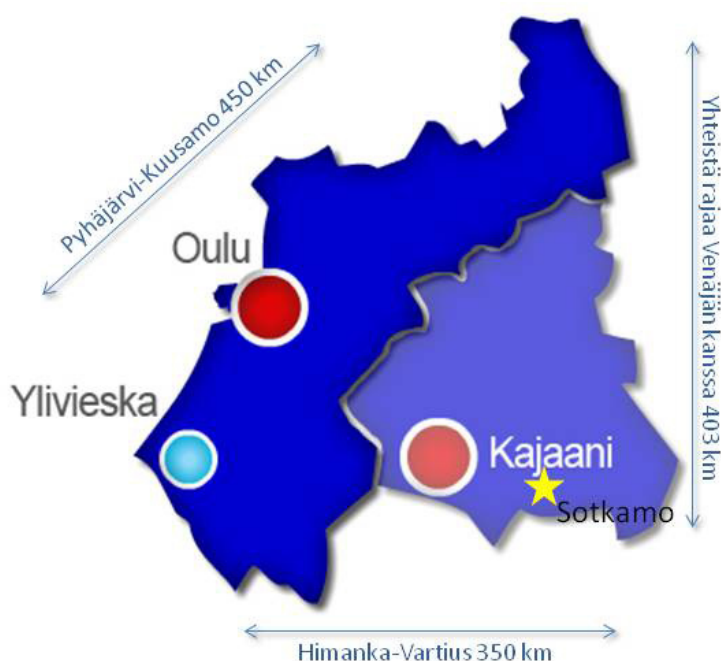 Pyhäjärvi-Kuusamo 450 km
Yhteistä rajaa Venäjän kanssa 403 km
Oulu
Ylivieska
Kajaani
Sotkamo
Himanka-Vartius 350 km